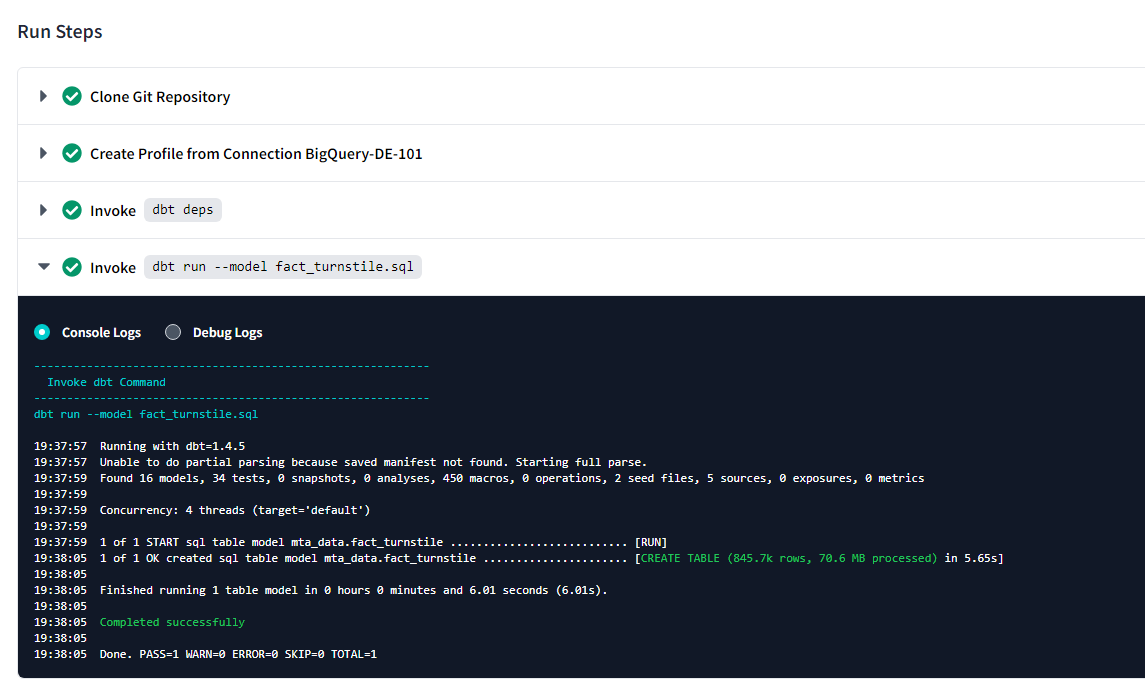 Run Steps
Clone Git Repository
Create Profile from Connection BigQuery-DE-101
Invoke dbt deps
Invoke dbt run --model fact_turnstile.sql
Console Logs Debug Logs
------------------------------------------------------------
Invoke dbt Command
------------------------------------------------------------
dbt run --model fact_turnstile.sql
19:37:57 Running with dbt=1.4.5
19:37:57 Unable to do partial parsing because saved manifest not found. Starting full parse.
19:37:59 Found 16 models, 34 tests, 0 snapshots, 0 analyses, 450 macros, 0 operations, 2 seed files, 5 sources, 0 exposures, 0 metrics
19:37:59
19:37:59 Concurrency: 4 threads (target='default')
19:37:59
19:37:59 1 of 1 START sql table model mta_data.fact_turnstile ........................... [RUN]
19:38:05 1 of 1 OK created sql table model mta_data.fact_turnstile ...................... [CREATE TABLE (845.7k rows, 70.6 MB processed) in 5.65s]
19:38:05
19:38:05 Finished running 1 table model in 0 hours 0 minutes and 6.01 seconds (6.01s).
19:38:05
19:38:05 Completed successfully
19:38:05
19:38:05 Done. PASS=1 WARN=0 ERROR=0 SKIP=0 TOTAL=1